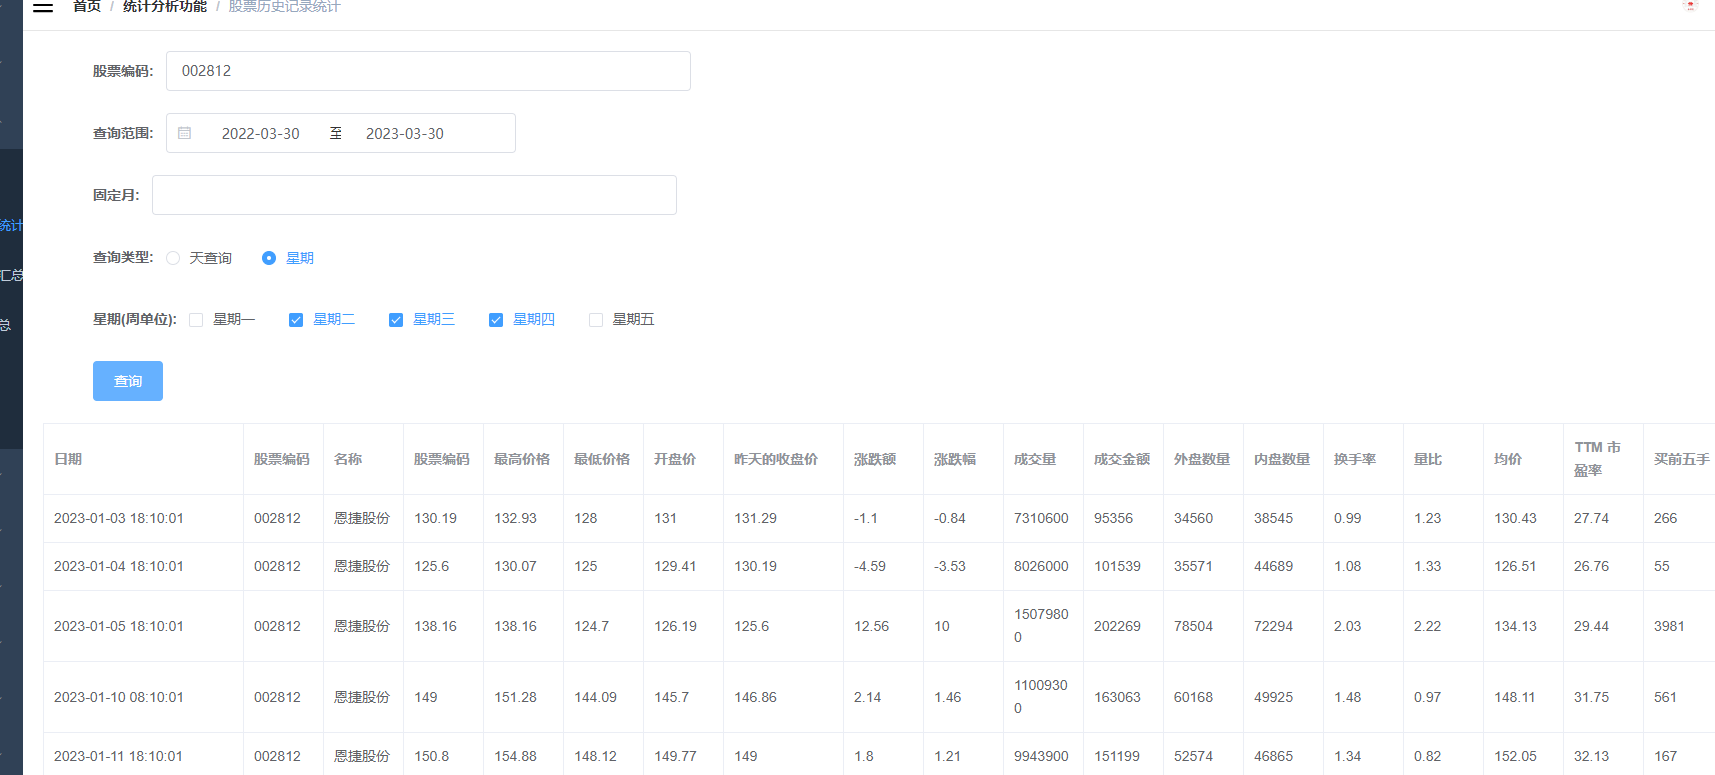 首页 / 统计分析功能 / 股票历史记录统计
股票编码: 002812
查询范围: 2022-03-30 至 2023-03-30
固定月:
统计
查询类型: 天查询 星期
汇总
星期(周单位): 星期一 星期二 星期三 星期四 星期五
总
查询
日期 股票编码 名称 股票编码 最高价格 最低价格 开盘价 昨天的收盘价 涨跌额 涨跌幅 成交量 成交金额 外盘数量 内盘数量 换手率 量比 均价 TTM 市盈率 买前五手
2023-01-03 18:10:01 002812 恩捷股份 130.19 132.93 128 131 131.29 -1.1 -0.84 7310600 95356 34560 38545 0.99 1.23 130.43 27.74 266
2023-01-04 18:10:01 002812 恩捷股份 125.6 130.07 125 129.41 130.19 -4.59 -3.53 8026000 101539 35571 44689 1.08 1.33 126.51 26.76 55
2023-01-05 18:10:01 002812 恩捷股份 138.16 138.16 124.7 126.19 125.6 12.56 10 15079800 202269 78504 72294 2.03 2.22 134.13 29.44 3981
2023-01-10 08:10:01 002812 恩捷股份 149 151.28 144.09 145.7 146.86 2.14 1.46 11009300 163063 60168 49925 1.48 0.97 148.11 31.75 561
2023-01-11 18:10:01 002812 恩捷股份 150.8 154.88 148.12 149.77 149 1.8 1.21 9943900 151199 52574 46865 1.34 0.82 152.05 32.13 167